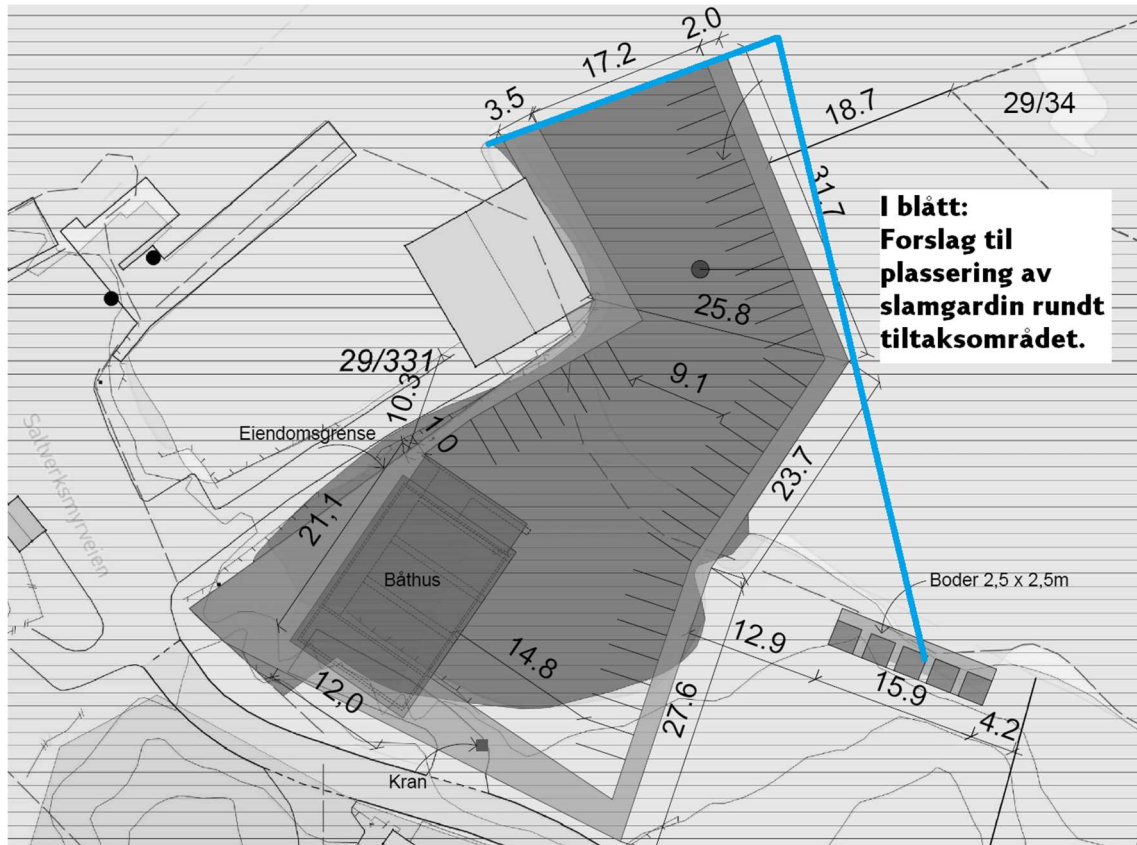 2.0
17.2
3.5
18.7
29/34
31.7
I blått:
Forslag til
plassering av
slamgardin rundt
tiltaksområdet.
25.8
29/331
9.1
10.3
Eiendomsgrense
1.0
Saltverksmyrveien
23.7
21,1
Båthus
Boder 2,5 x 2,5m
12.9
14.8
15.9
12,0
27.6
4.2
Kran